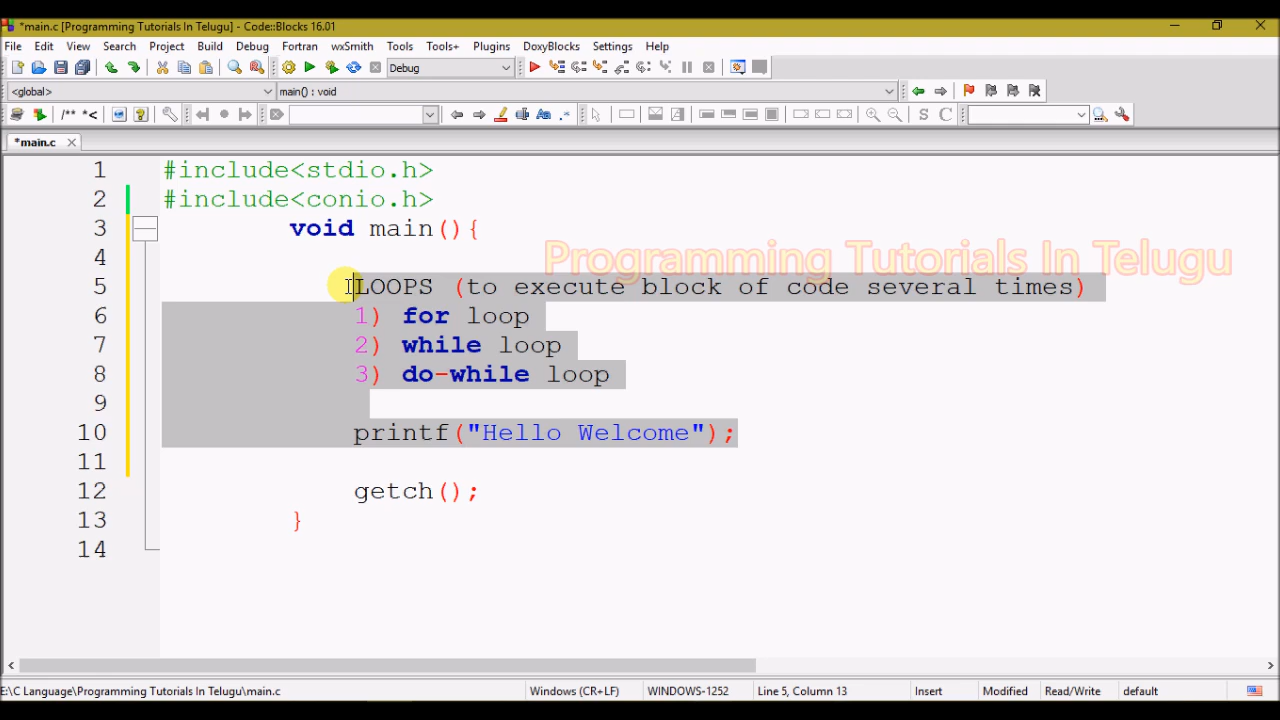 *main.c [Programming Tutorials In Telugu] - Code::Blocks 16.01
File Edit View Search Project Build Debug Fortran wxSmith Tools Tools+ Plugins DoxyBlocks Settings Help
Debug
<global> main() : void
/** *< S C
*main.c
1 #include<stdio.h>
2 #include<conio.h>
3 void main(){
4
Programming Tutorials In Telugu
5 LOOPS (to execute block of code several times)
6 1) for loop
7 2) while loop
8 3) do-while loop
9
10 printf("Hello Welcome");
11
12 getch();
13 }
14
E:\C Language\Programming Tutorials In Telugu\main.c Windows (CR+LF) WINDOWS-1252 Line 5, Column 13 Insert Modified Read/Write default